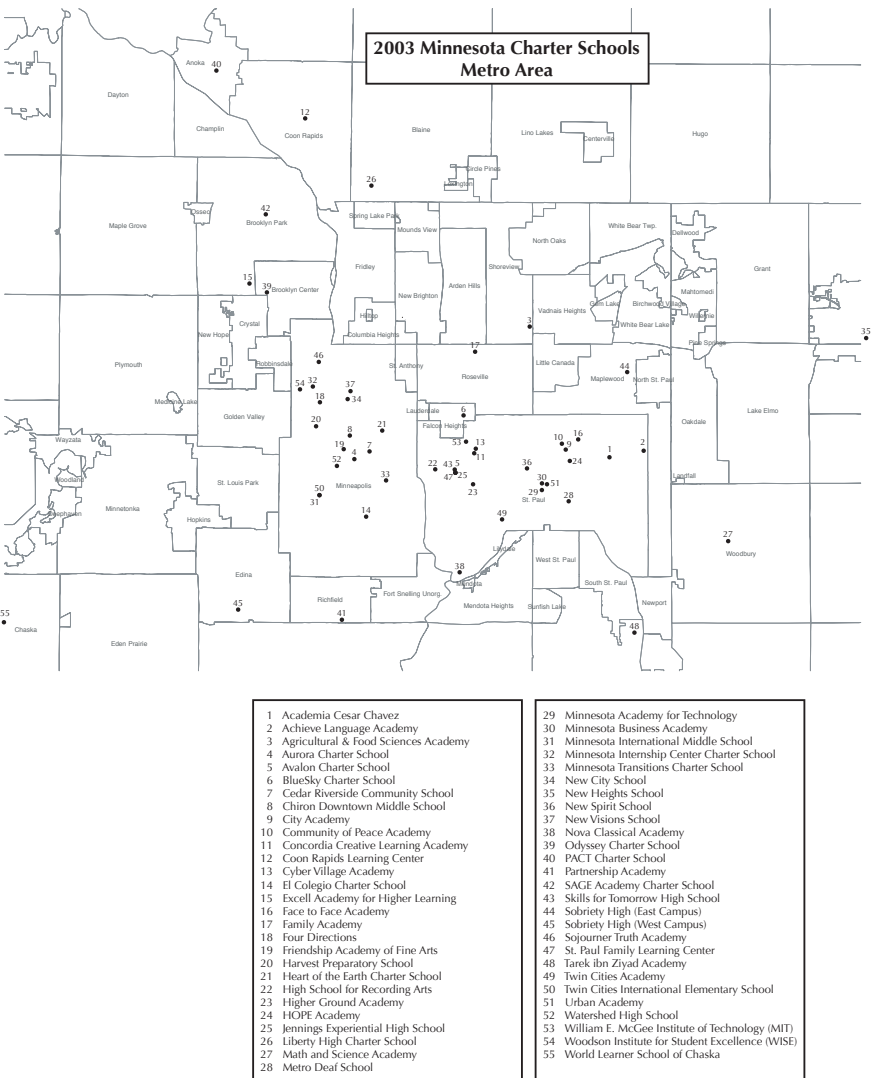 2003 Minnesota Charter Schools
Metro Area
Anoka
40
Dayton
Champlin
12
Coon Rapids
Blaine
Lino Lakes
Centerville
Hugo
Circle Pines
Lexington
26
Osseo
42
Brooklyn Park
Maple Grove
Spring Lake Park
Mounds View
North Oaks
White Bear Twp.
Dellwood
Grant
Fridley
Shoreview
Arden Hills
New Brighton
15
39
Brooklyn Center
Mahtomedi
Gem Lake
Birchwood Village
Vadnais Heights
Willernie
White Bear Lake
3
Hilltop
Columbia Heights
Crystal
New Hope
35
Pine Springs
17
Robbinsdale
46
St. Anthony
Roseville
Little Canada
44
Maplewood
North St. Paul
Plymouth
54
32
37
34
18
Medicine Lake
Golden Valley
Lauderdale
6
Falcon Heights
Oakdale
Lake Elmo
20
21
8
19
4
7
52
53
13
11
10
9
16
24
1
2
Wayzata
Woodland
Deephaven
Minnetonka
St. Louis Park
Hopkins
Minneapolis
33
50
31
14
22
43
5
47
25
23
36
30
51
29
28
St. Paul
49
Landfall
27
Woodbury
Lilydale
38
Mendota
West St. Paul
South St. Paul
Edina
45
Richfield
41
Fort Snelling Unorg.
Mendota Heights
Sunfish Lake
Newport
48
55
Chaska
Eden Prairie
1 Academia Cesar Chavez
2 Achieve Language Academy
3 Agricultural & Food Sciences Academy
4 Aurora Charter School
5 Avalon Charter School
6 BlueSky Charter School
7 Cedar Riverside Community School
8 Chiron Downtown Middle School
9 City Academy
10 Community of Peace Academy
11 Concordia Creative Learning Academy
12 Coon Rapids Learning Center
13 Cyber Village Academy
14 El Colegio Charter School
15 Excell Academy for Higher Learning
16 Face to Face Academy
17 Family Academy
18 Four Directions
19 Friendship Academy of Fine Arts
20 Harvest Preparatory School
21 Heart of the Earth Charter School
22 High School for Recording Arts
23 Higher Ground Academy
24 HOPE Academy
25 Jennings Experiential High School
26 Liberty High Charter School
27 Math and Science Academy
28 Metro Deaf School
29 Minnesota Academy for Technology
30 Minnesota Business Academy
31 Minnesota International Middle School
32 Minnesota Internship Center Charter School
33 Minnesota Transitions Charter School
34 New City School
35 New Heights School
36 New Spirit School
37 New Visions School
38 Nova Classical Academy
39 Odyssey Charter School
40 PACT Charter School
41 Partnership Academy
42 SAGE Academy Charter School
43 Skills for Tomorrow High School
44 Sobriety High (East Campus)
45 Sobriety High (West Campus)
46 Sojourner Truth Academy
47 St. Paul Family Learning Center
48 Tarek ibn Ziyad Academy
49 Twin Cities Academy
50 Twin Cities International Elementary School
51 Urban Academy
52 Watershed High School
53 William E. McGee Institute of Technology (MIT)
54 Woodson Institute for Student Excellence (WISE)
55 World Learner School of Chaska